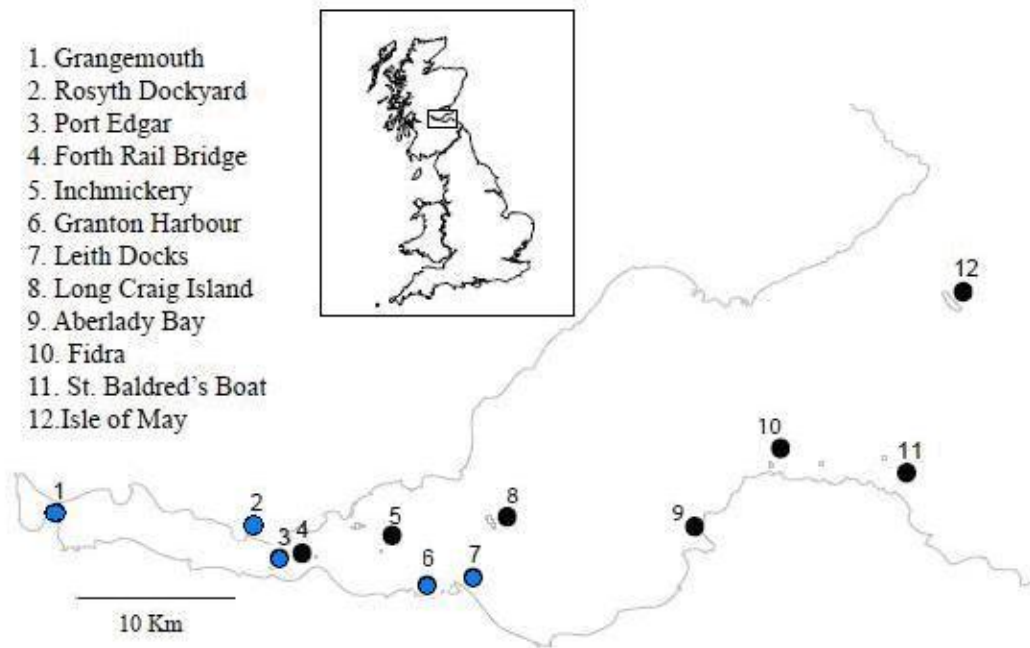 1. Grangemouth
2. Rosyth Dockyard
3. Port Edgar
4. Forth Rail Bridge
5. Inchmickery
6. Granton Harbour
7. Leith Docks
8. Long Craig Island
9. Aberlady Bay
10. Fidra
11. St. Baldred’s Boat
12.Isle of May
12
10
11
1
2
8
9
5
3
4
6
7
10 Km